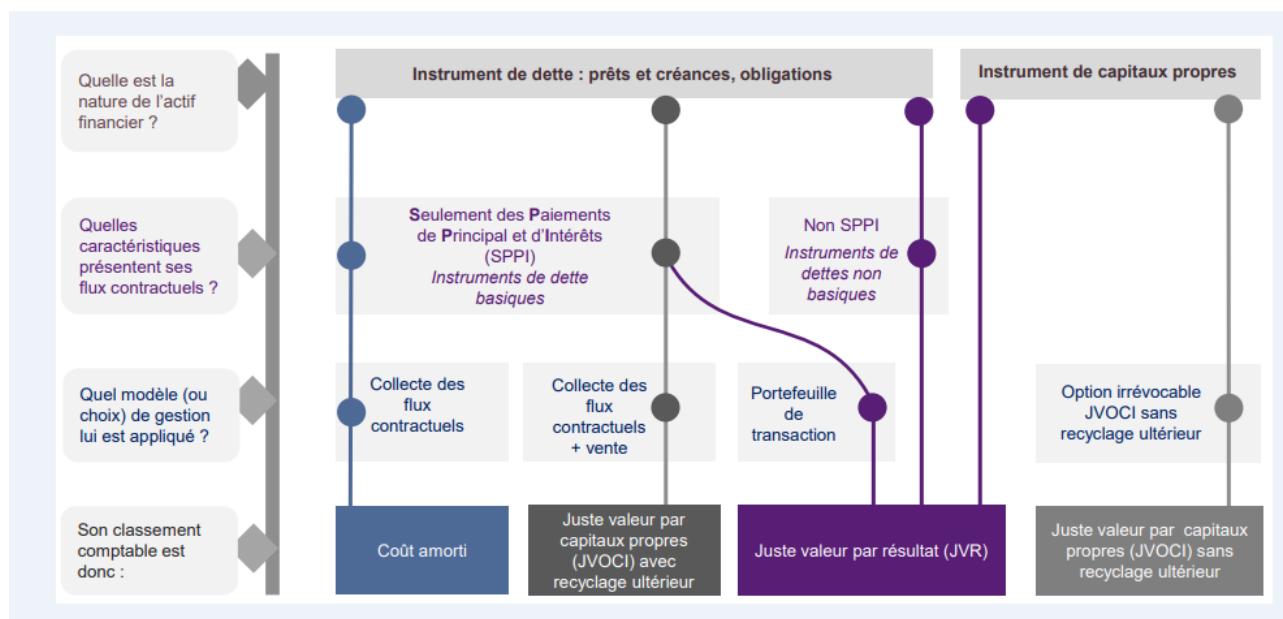 Quelle est la
nature de l'actif
financier ?
Instrument de dette : prêts et créances, obligations
Instrument de capitaux propres
Quelles
caractéristiques
présentent ses
flux contractuels ?
Seulement des Paiements
de Principal et d'Intérêts
(SPPI)
Instruments de dette
basiques
Non SPPI
Instruments de
dettes non
basiques
Quel modèle (ou
choix) de gestion
lui est appliqué ?
Collecte des
flux
contractuels
Collecte des
flux
contractuels
+ vente
Portefeuille
de
transaction
Option irrévocable
JVOCI sans
recyclage ultérieur
Son classement
comptable est
donc :
Coût amorti
Juste valeur par
capitaux propres
(JVOCI) avec
recyclage ultérieur
Juste valeur par résultat (JVR)
Juste valeur par capitaux
propres (JVOCI) sans
recyclage ultérieur